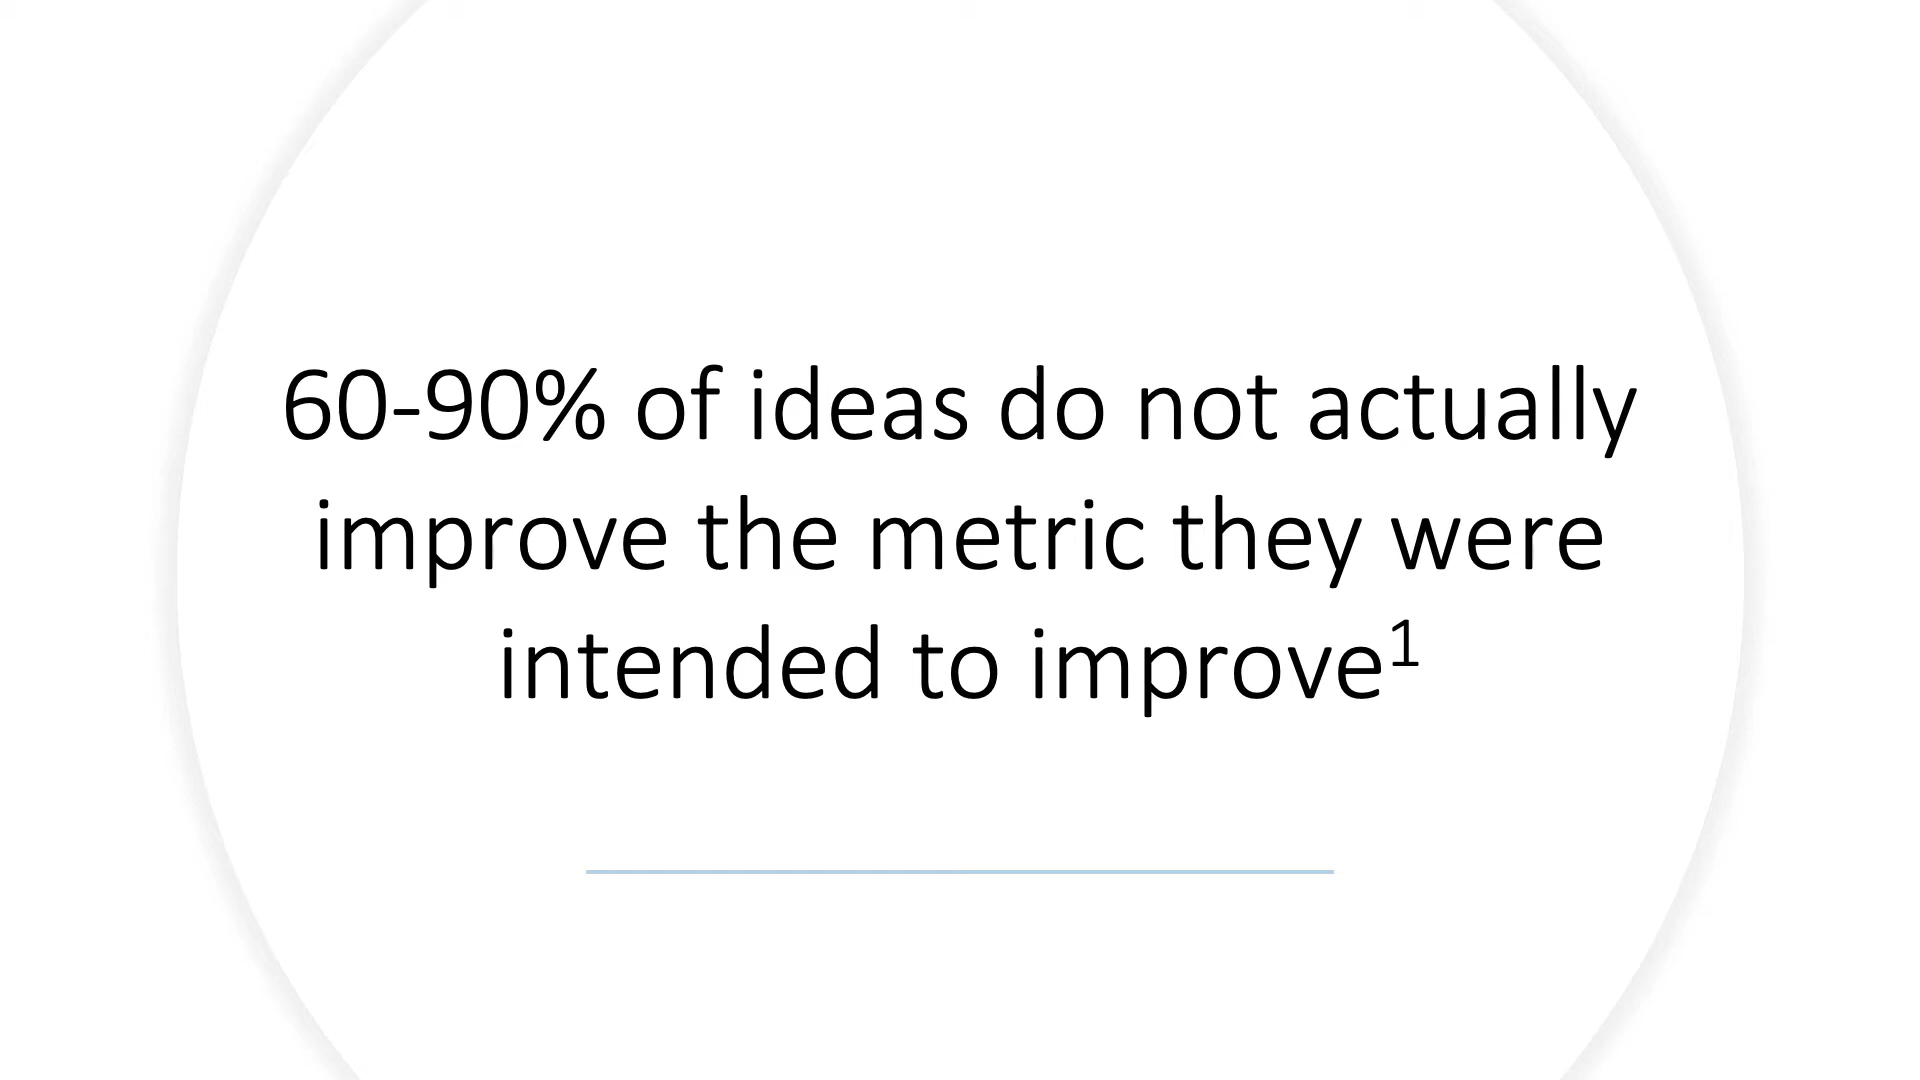 60-90% of ideas do not actually
improve the metric they were
intended to improve¹